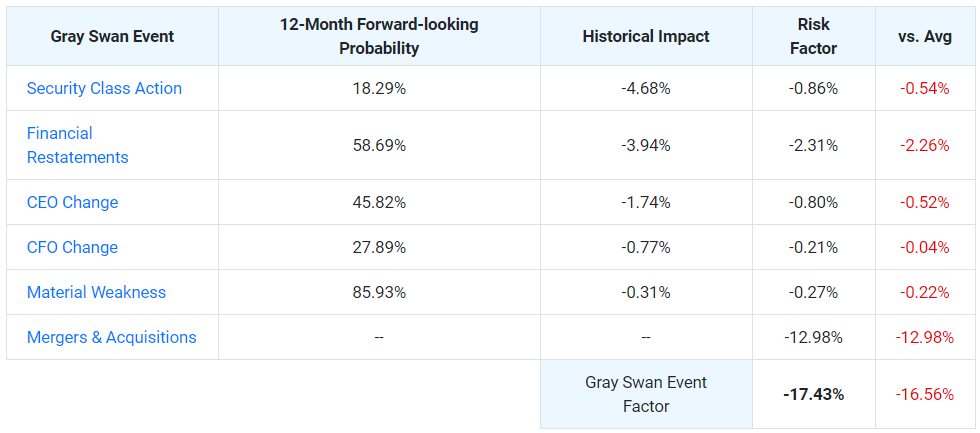 12-Month Forward-looking
Risk
Gray Swan Event
Probability
Historical Impact
Factor
vs. Avg
Security Class Action 18.29% -4.68% -0.86% -0.54%
Financial
Restatements 58.69% -3.94% -2.31% -2.26%
CEO Change 45.82% -1.74% -0.80% -0.52%
CFO Change 27.89% -0.77% -0.21% -0.04%
Material Weakness 85.93% -0.31% -0.27% -0.22%
Mergers & Acquisitions -- -- -12.98% -12.98%
Gray Swan Event
Factor -17.43% -16.56%